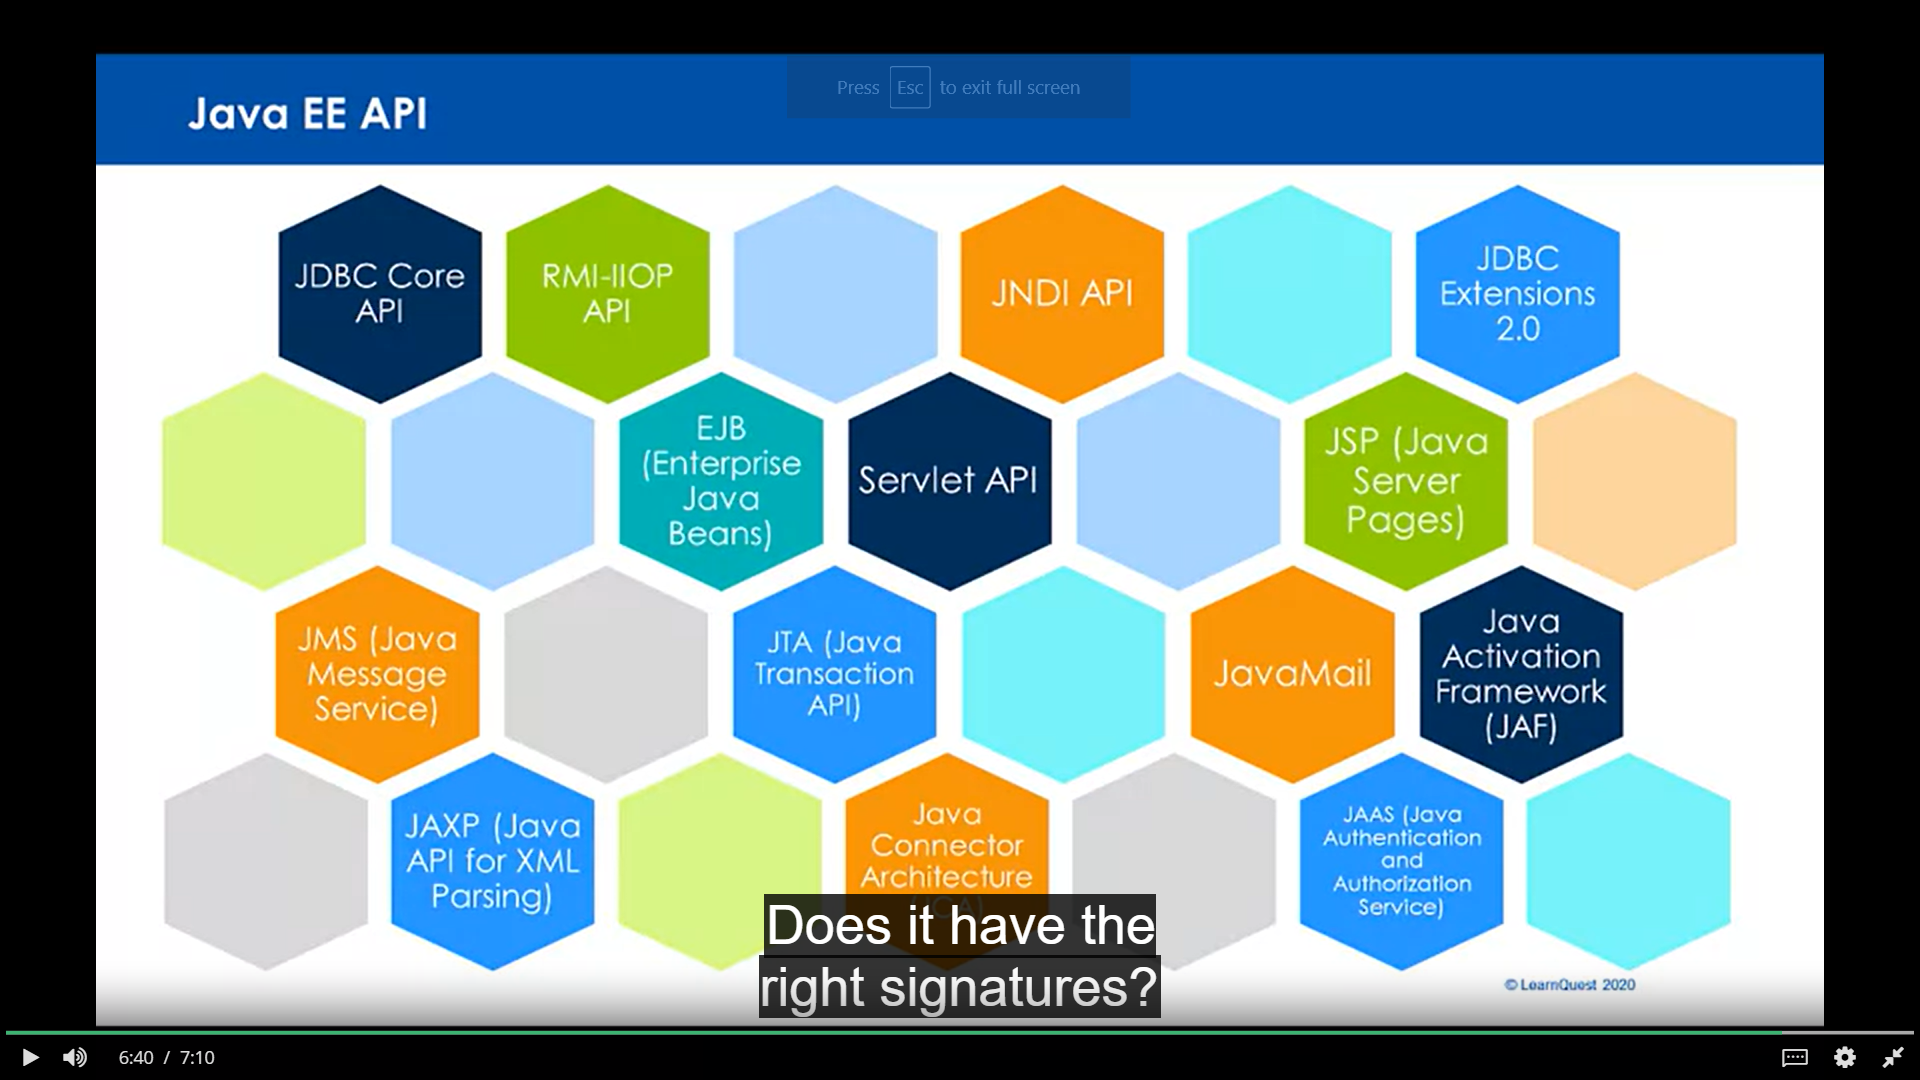 Press Esc to exit full screen
Java EE API
JDBC Core
API
RMI-IIOP
API
JNDI API
JDBC
Extensions
2.0
EJB
(Enterprise
Java
Beans)
Servlet API
JSP (Java
Server
Pages)
JMS (Java
Message
Service)
JTA (Java
Transaction
API)
JavaMail
Java
Activation
Framework
(JAF)
JAXP (Java
API for XML
Parsing)
Java
Connector
Architecture
JAAS (Java
Authentication
and
Authorization
Service)
Does it have the
right signatures?
© LearnQuest 2020
6:40 / 7:10